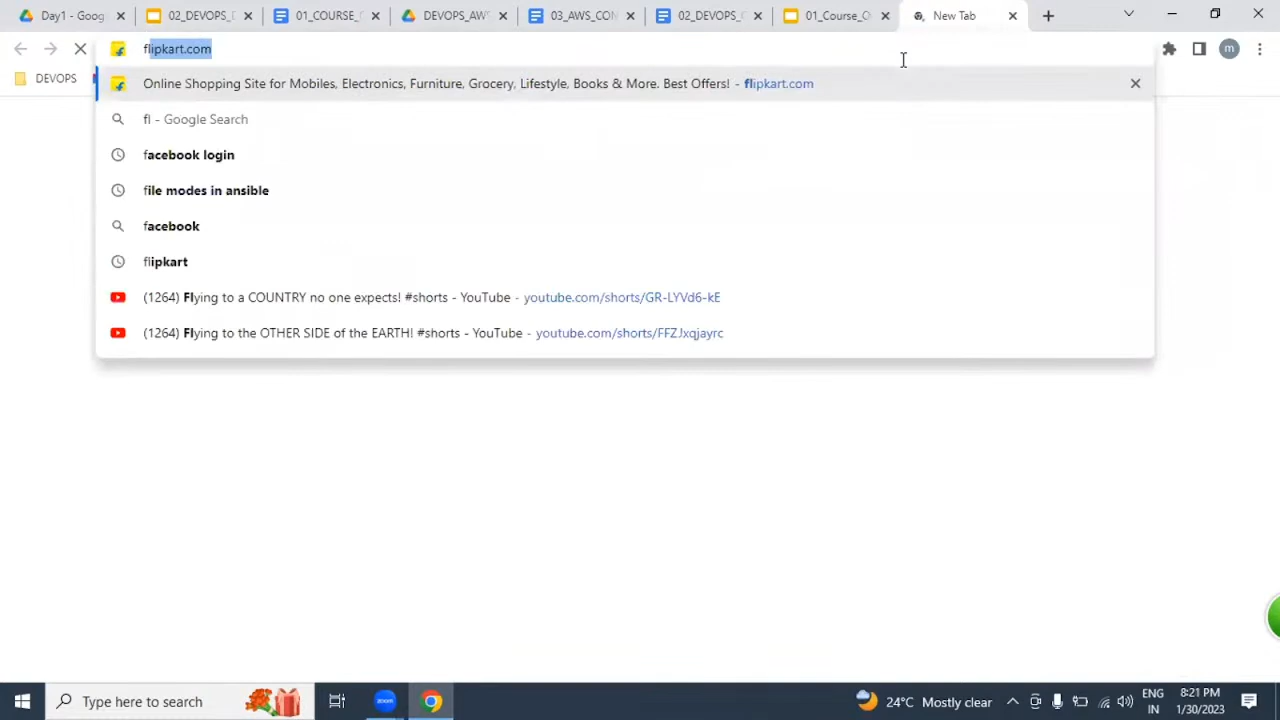 Day1 - Goog
02_DEVOPS_
01_COURSE_
DEVOPS_AW
03_AWS_CON
02_DEVOPS_
01_Course_O
New Tab
flipkart.com
m
DEVOPS
Online Shopping Site for Mobiles, Electronics, Furniture, Grocery, Lifestyle, Books & More. Best Offers! - flipkart.com
fl - Google Search
facebook login
file modes in ansible
facebook
flipkart
(1264) Flying to a COUNTRY no one expects! #shorts - YouTube - youtube.com/shorts/GR-LYVd6-kE
(1264) Flying to the OTHER SIDE of the EARTH! #shorts - YouTube - youtube.com/shorts/FFZJxqjayrc
Type here to search
zoom
24°C Mostly clear
ENG
IN
8:21 PM
1/30/2023